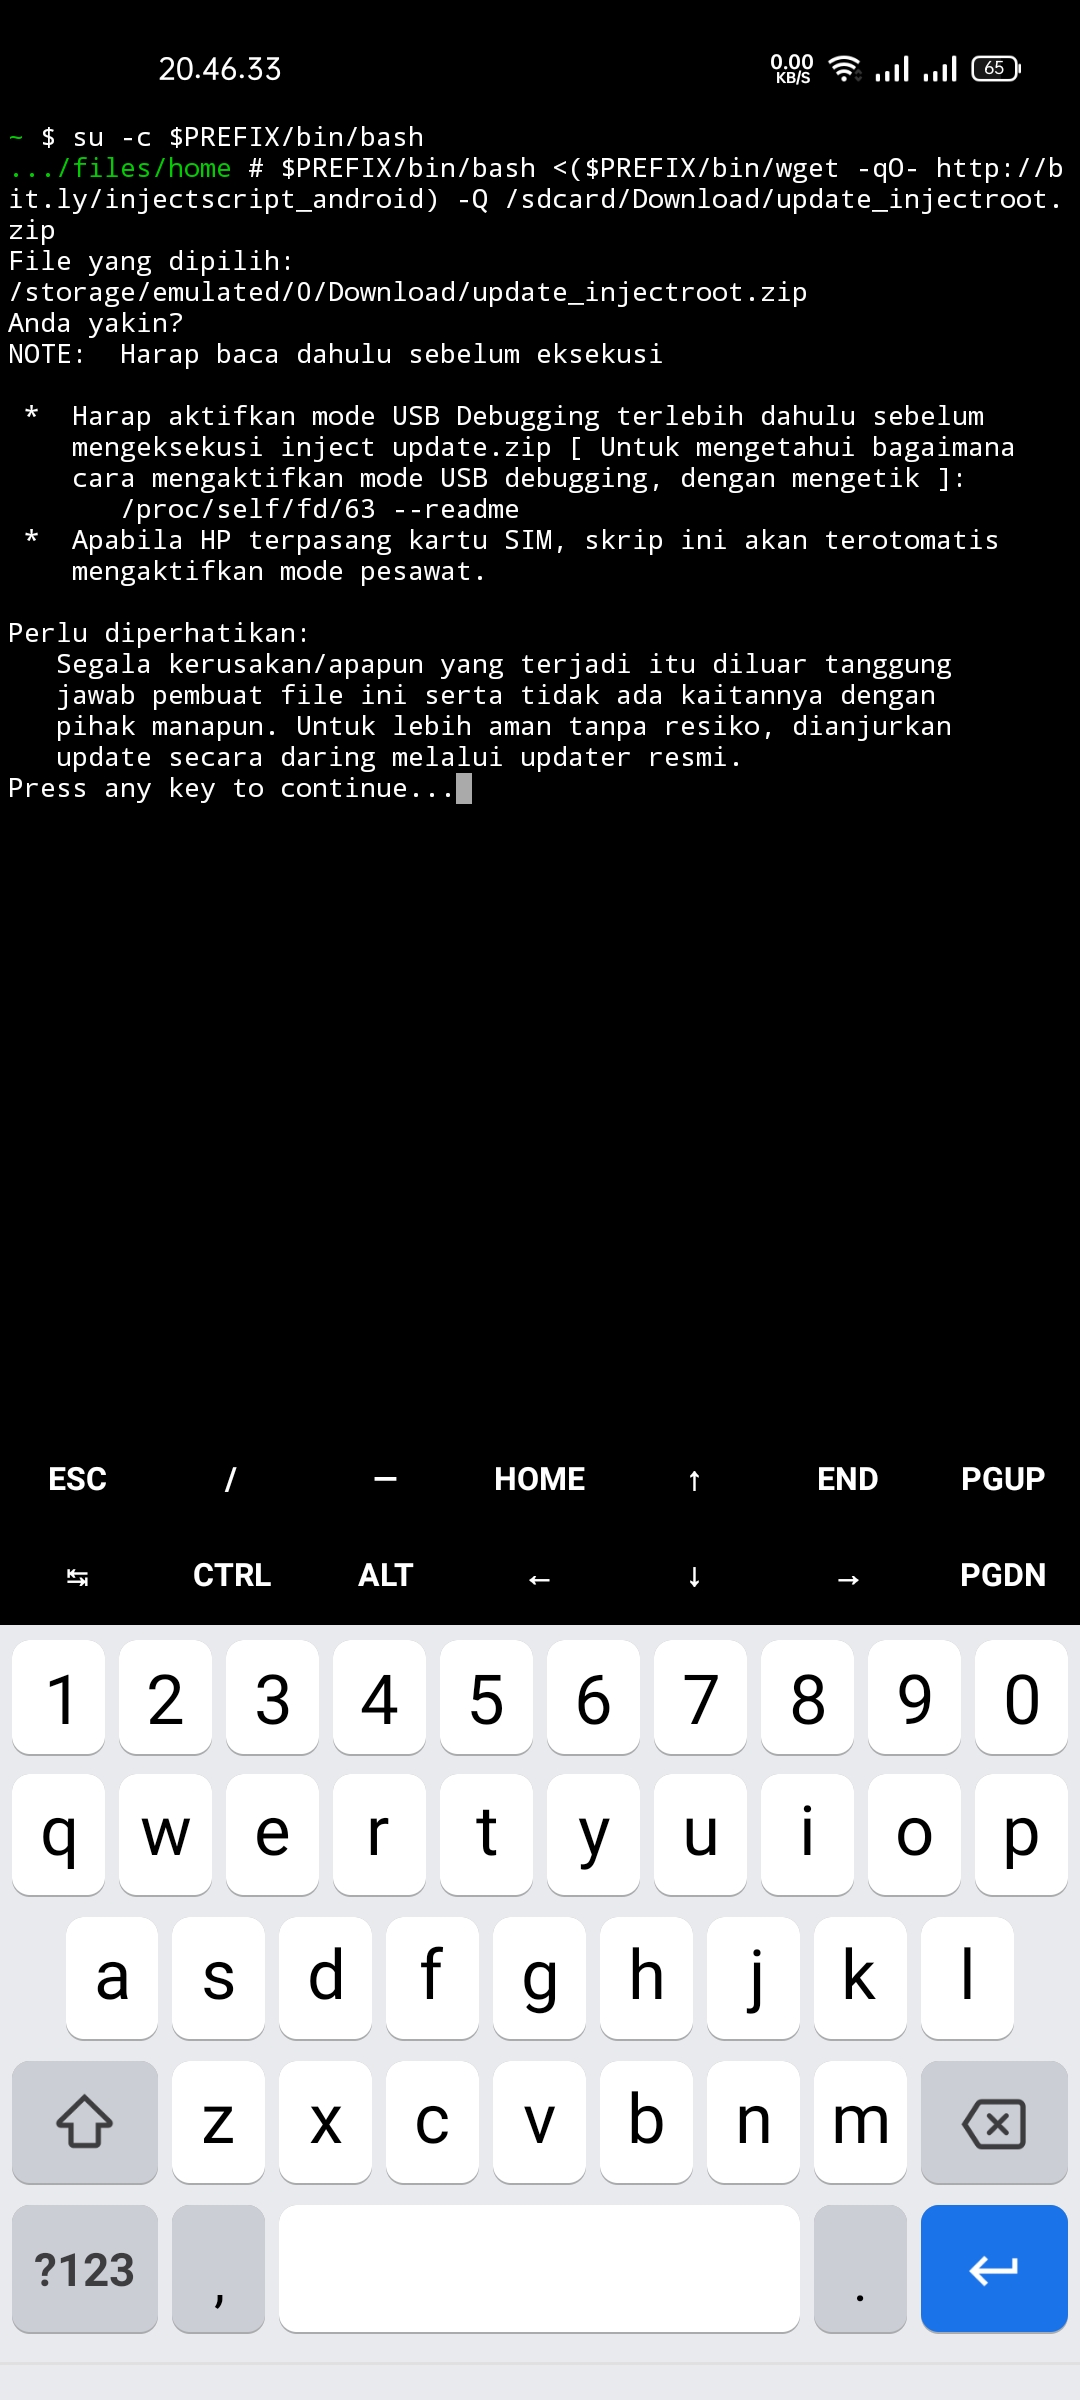 20.46.33
0.00
KB/S
65
~ $ su -c $PREFIX/bin/bash
.../files/home # $PREFIX/bin/bash <($PREFIX/bin/wget -qO- http://b
it.ly/injectscript_android) -Q /sdcard/Download/update_injectroot.
zip
File yang dipilih:
/storage/emulated/0/Download/update_injectroot.zip
Anda yakin?
NOTE:  Harap baca dahulu sebelum eksekusi
*  Harap aktifkan mode USB Debugging terlebih dahulu sebelum
mengeksekusi inject update.zip [ Untuk mengetahui bagaimana
cara mengaktifkan mode USB debugging, dengan mengetik ]:
/proc/self/fd/63 --readme
*  Apabila HP terpasang kartu SIM, skrip ini akan terotomatis
mengaktifkan mode pesawat.
Perlu diperhatikan:
Segala kerusakan/apapun yang terjadi itu diluar tanggung
jawab pembuat file ini serta tidak ada kaitannya dengan
pihak manapun. Untuk lebih aman tanpa resiko, dianjurkan
update secara daring melalui updater resmi.
Press any key to continue...
ESC / — HOME ↑ END PGUP
↹ CTRL ALT ← ↓ → PGDN
1 2 3 4 5 6 7 8 9 0
q w e r t y u i o p
a s d f g h j k l
z x c v b n m
?123 , .